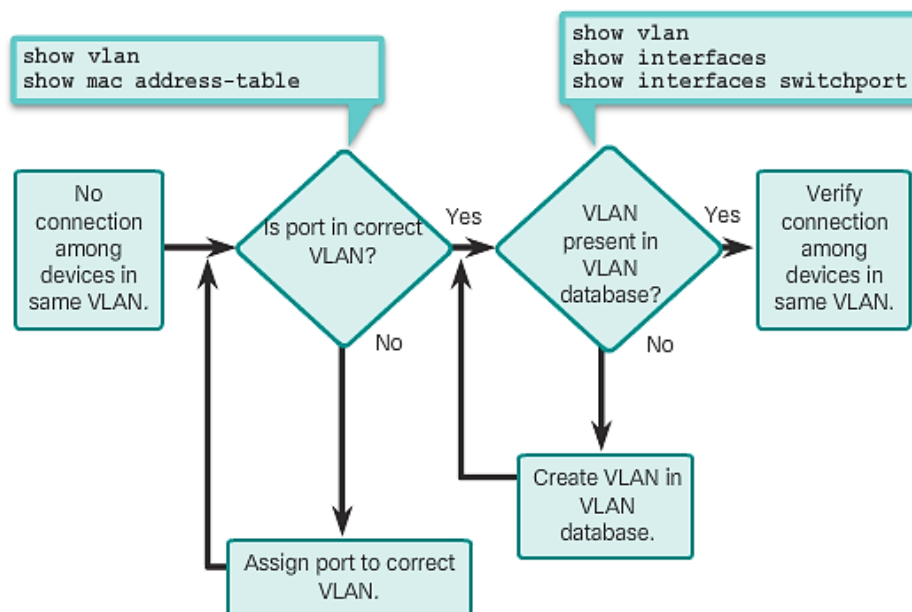 show vlan
show mac address-table
show vlan
show interfaces
show interfaces switchport
No
connection
among
devices in
same VLAN.
Is port in correct
VLAN?
Yes
No
VLAN
present in
VLAN
database?
Yes
No
Verify
connection
among
devices in
same VLAN.
Create VLAN in
VLAN
database.
Assign port to correct
VLAN.